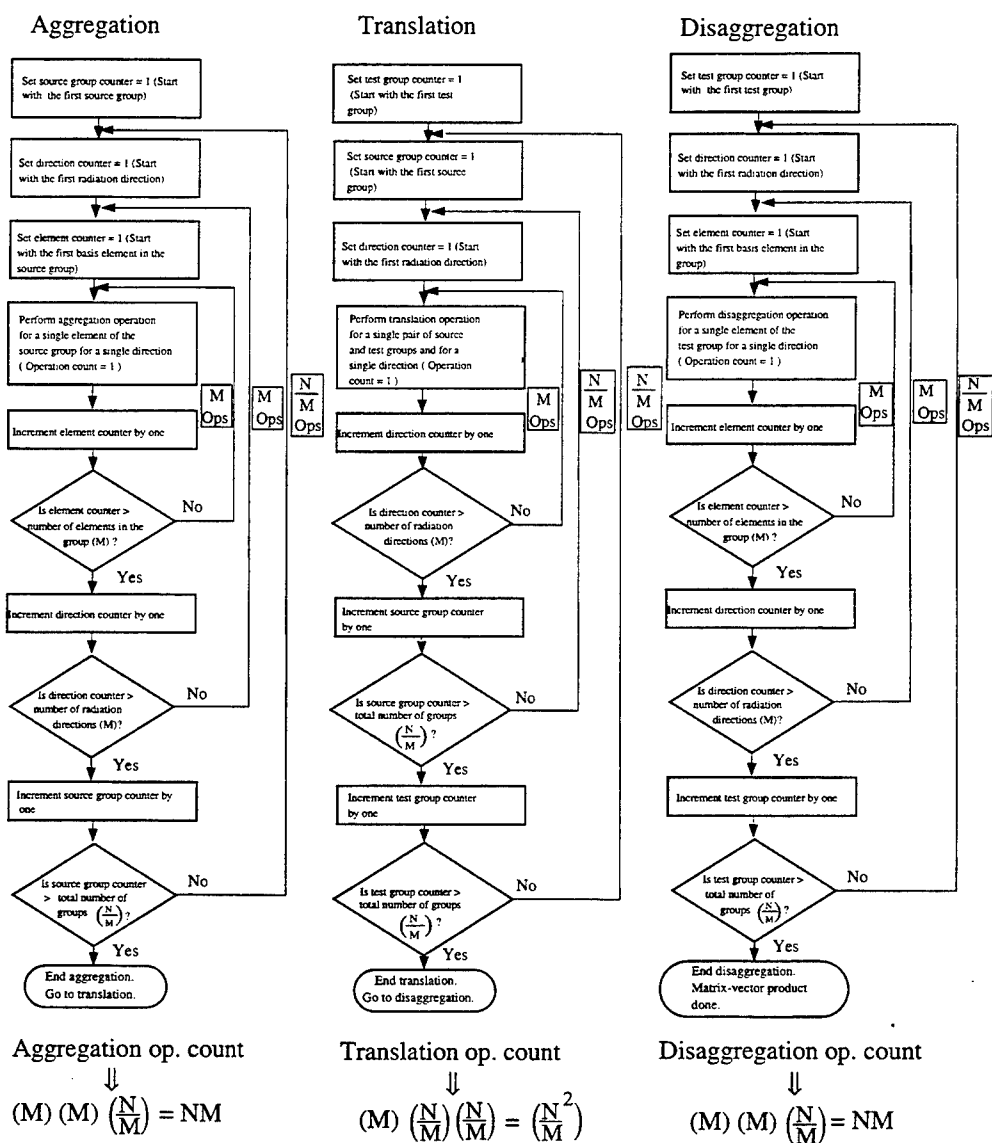 Aggregation
Set source group counter = 1 (Start
with the first source group)
Set direction counter = 1 (Start
with the first radiation direction)
Set element counter = 1 (Start
with the first basis element in the
source group)
Perform aggregation operation
for a single element of the
source group for a single direction
( Operation count = 1 )
M
Ops
M
Ops
N
M
Ops
Increment element counter by one
Is element counter >
number of elements in the
group (M) ?
No
Yes
Increment direction counter by one
Is direction counter >
number of radiation
directions (M)?
No
Yes
Increment source group counter by
one
Is source group counter
> total number of
groups (N/M) ?
No
Yes
End aggregation.
Go to translation.
Aggregation op. count
⇓
(M) (M) (N/M) = NM
Translation
Set test group counter = 1
(Start with the first test
group)
Set source group counter = 1
(Start with the first source
group)
Set direction counter = 1 (Start
with the first radiation direction)
Perform translation operation
for a single pair of source
and test groups and for a
single direction ( Operation
count = 1 )
M
Ops
N
M
Ops
N
M
Ops
Increment direction counter by one
Is direction counter >
number of radiation
directions (M)?
No
Yes
Increment source group counter
by one
Is source group counter >
total number of groups
(N/M) ?
No
Yes
Increment test group counter
by one
Is test group counter >
total number of groups
(N/M) ?
No
Yes
End translation.
Go to disaggregation.
Translation op. count
⇓
(M) (N/M)(N/M) = (N²/M)
Disaggregation
Set test group counter = 1 (Start
with the first test group)
Set direction counter = 1 (Start
with the first radiation direction)
Set element counter = 1 (Start
with the first basis element in the
group)
Perform disaggregation operation
for a single element of the
test group for a single direction
( Operation count = 1 )
M
Ops
M
Ops
N
M
Ops
Increment element counter by one
Is element counter >
number of elements in the
group (M) ?
No
Yes
Increment direction counter by one
Is direction counter >
number of radiation
directions (M)?
No
Yes
Increment test group counter by one
Is test group counter >
total number of
groups (N/M) ?
No
Yes
End disaggregation.
Matrix-vector product
done.
Disaggregation op. count
⇓
(M) (M) (N/M) = NM